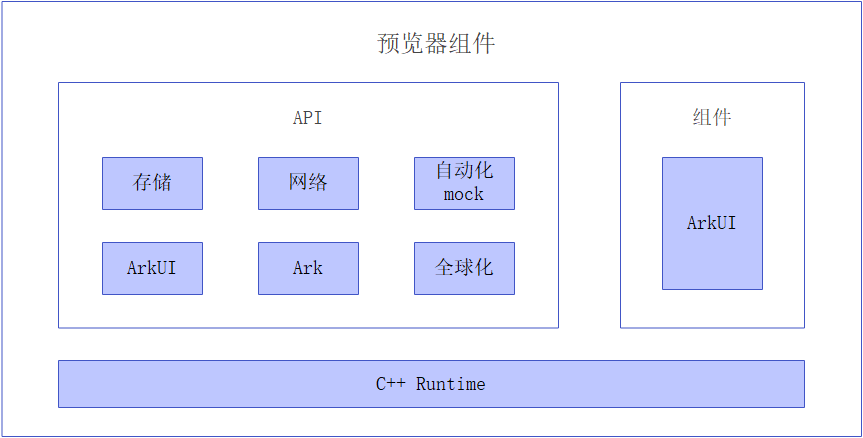 预览器组件
API
组件
存储
网络
自动化
mock
ArkUI
ArkUI
Ark
全球化
C++ Runtime